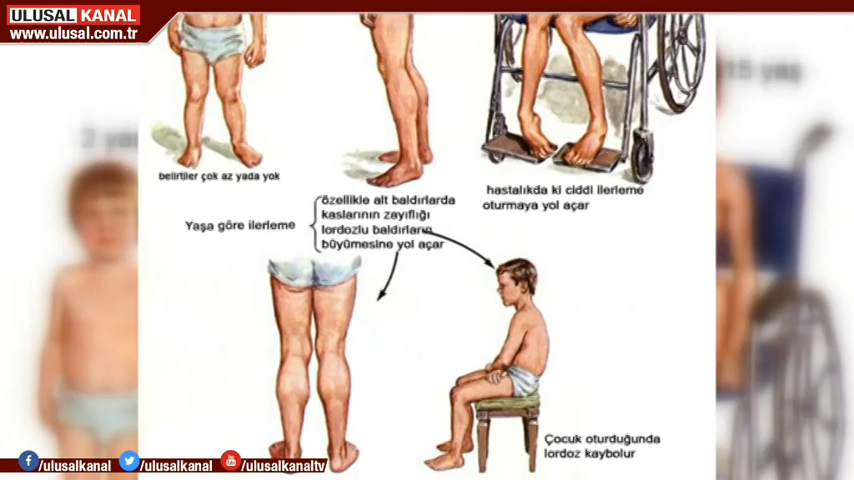 ULUSAL KANAL
www.ulusal.com.tr
belirtiler çok az yada yok
hastalıkda ki ciddi ilerleme
oturmaya yol açar
Yaşa göre ilerleme
özellikle alt baldırlarda
kaslarının zayıflığı
lordozlu baldırların
büyümesine yol açar
Çocuk oturduğunda
lordoz kaybolur
/ulusalkanal
/ulusalkanal
/ulusalkanaltv